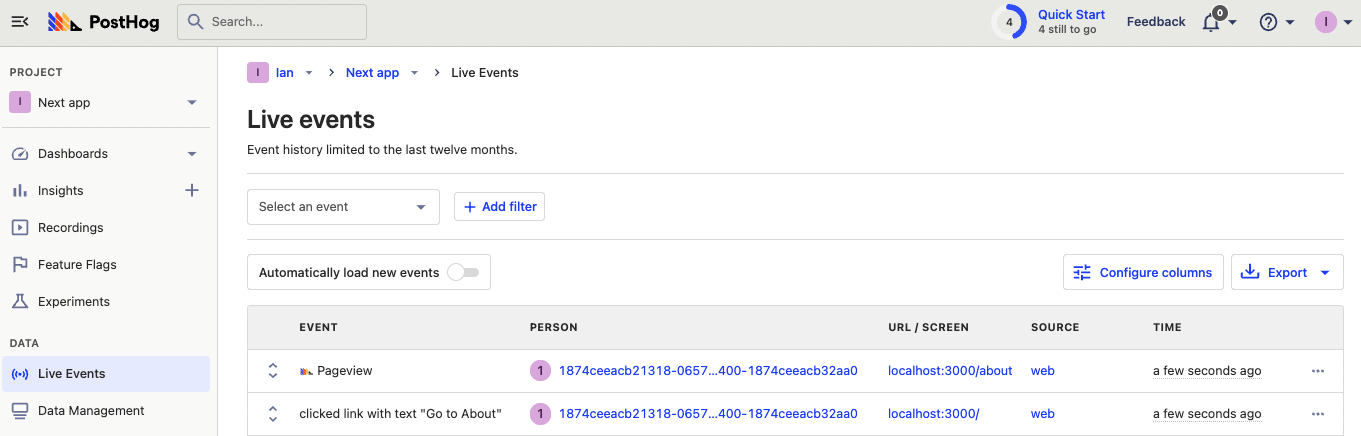 PostHog
Search...
4
Quick Start
4 still to go
Feedback
0
I
PROJECT
I Next app
Dashboards
Insights
Recordings
Feature Flags
Experiments
DATA
Live Events
Data Management
I Ian > Next app > Live Events
Live events
Event history limited to the last twelve months.
Select an event
+ Add filter
Automatically load new events
Configure columns
Export
EVENT PERSON URL / SCREEN SOURCE TIME
Pageview 1 1874ceeacb21318-0657...400-1874ceeacb32aa0 localhost:3000/about web a few seconds ago
clicked link with text "Go to About" 1 1874ceeacb21318-0657...400-1874ceeacb32aa0 localhost:3000/ web a few seconds ago